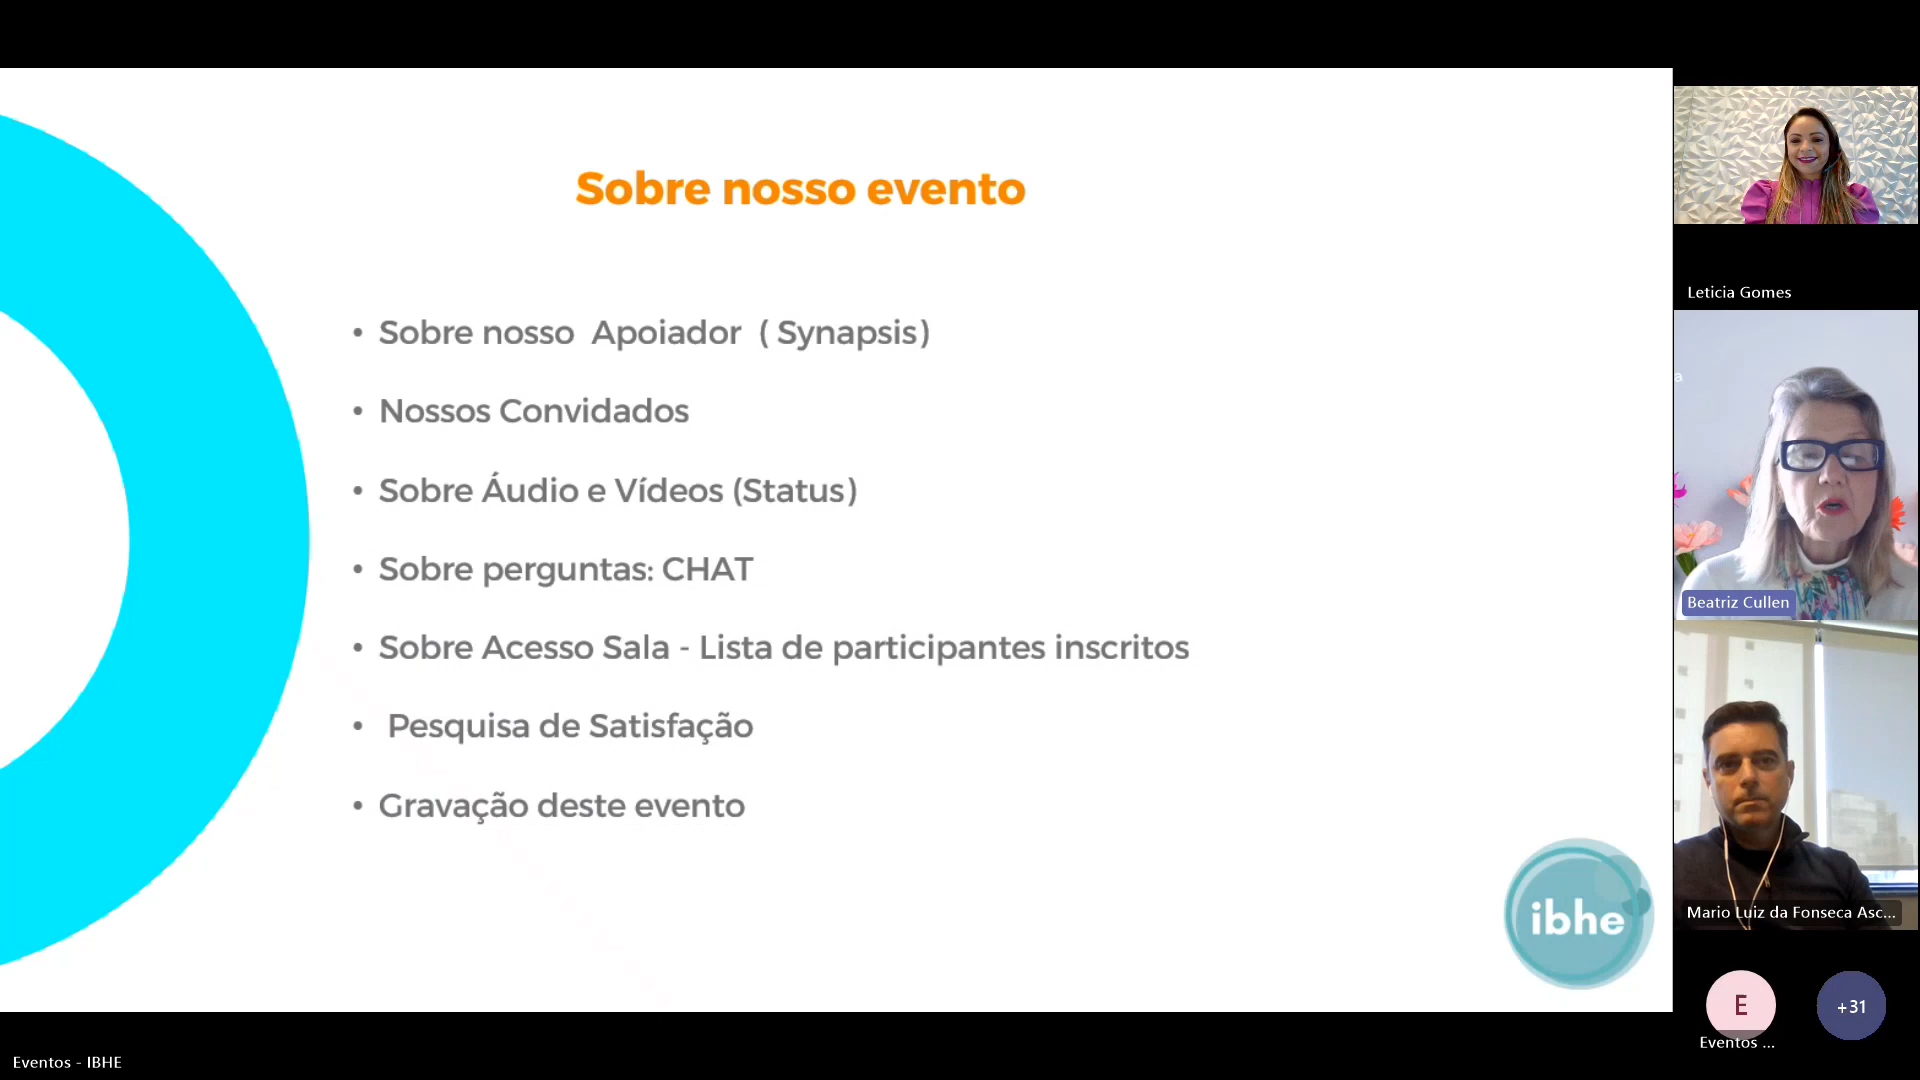 Sobre nosso evento
• Sobre nosso Apoiador ( Synapsis)
• Nossos Convidados
• Sobre Áudio e Vídeos (Status)
• Sobre perguntas: CHAT
• Sobre Acesso Sala - Lista de participantes inscritos
• Pesquisa de Satisfação
• Gravação deste evento
ibhe
Eventos - IBHE
Leticia Gomes
a
Beatriz Cullen
Mario Luiz da Fonseca Asc...
E
+31
Eventos ...